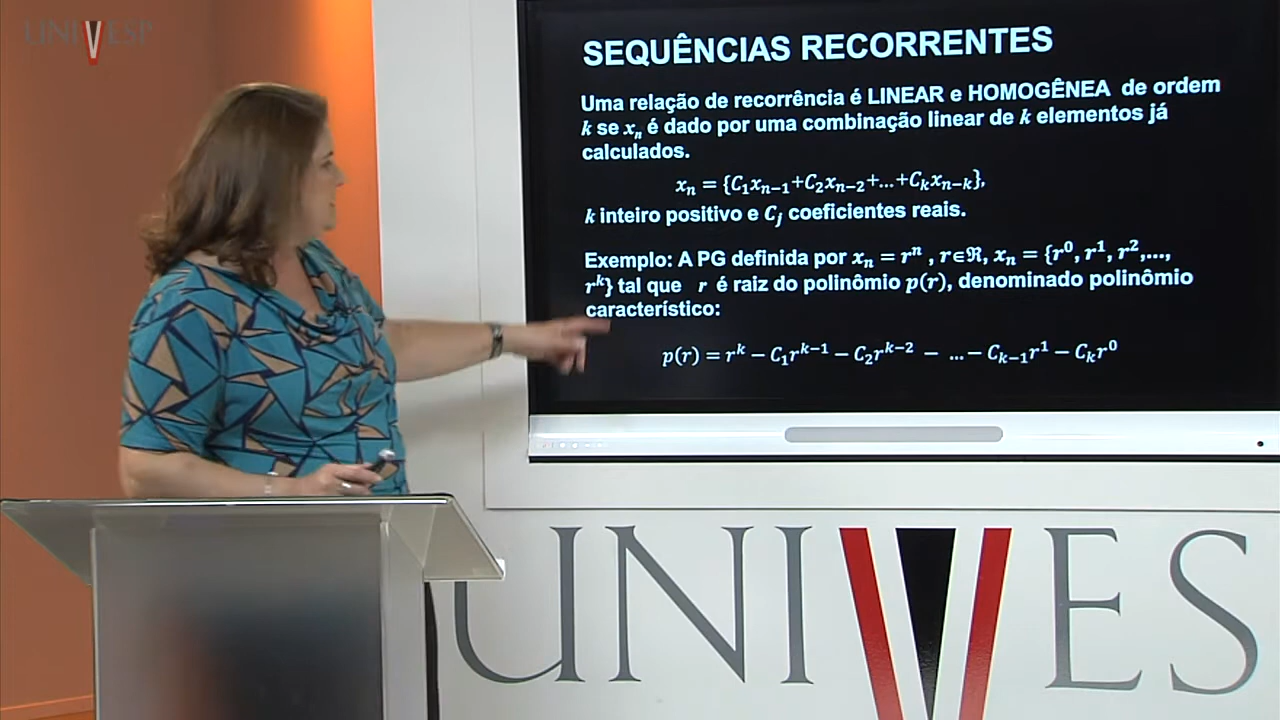 UNIVESP
SEQUÊNCIAS RECORRENTES
Uma relação de recorrência é LINEAR e HOMOGÊNEA de ordem
k se xₙ é dado por uma combinação linear de k elementos já
calculados.
xₙ = {C₁xₙ₋₁+C₂xₙ₋₂+...+Cₖxₙ₋ₖ},
k inteiro positivo e Cⱼ coeficientes reais.
Exemplo: A PG definida por xₙ = rⁿ , r∈ℜ, xₙ = {r⁰, r¹, r²,...,
rᵏ} tal que r é raiz do polinômio p(r), denominado polinômio
característico:
p(r) = rᵏ − C₁rᵏ⁻¹ − C₂rᵏ⁻² − ...− Cₖ₋₁r¹ − Cₖr⁰
UNIVES